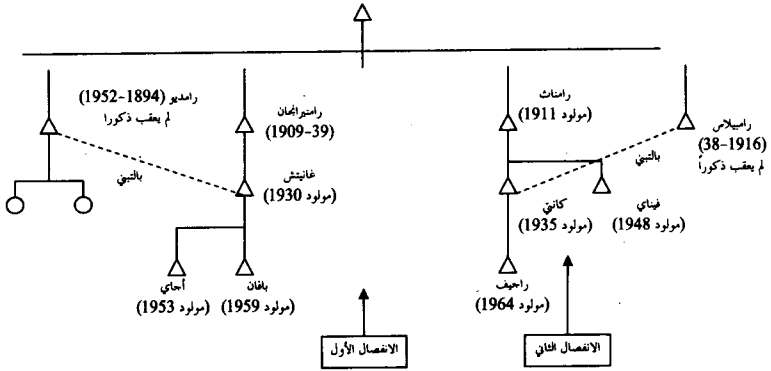 رامديو (1894-1952)
لم يعقب ذكورا
رامنيرانجان
(1909-39)
رامنات
(مولود 1911)
رامبيلاس
(1916-38)
لم يعقب ذكوراً
بالتبني
غانيتش
(مولود 1930)
بالتبني
كانتي
(مولود 1935)
فيناي
(مولود 1948)
أجاي
(مولود 1953)
بافان
(مولود 1959)
راجيف
(مولود 1964)
الانفصال الأول
الانفصال الثاني